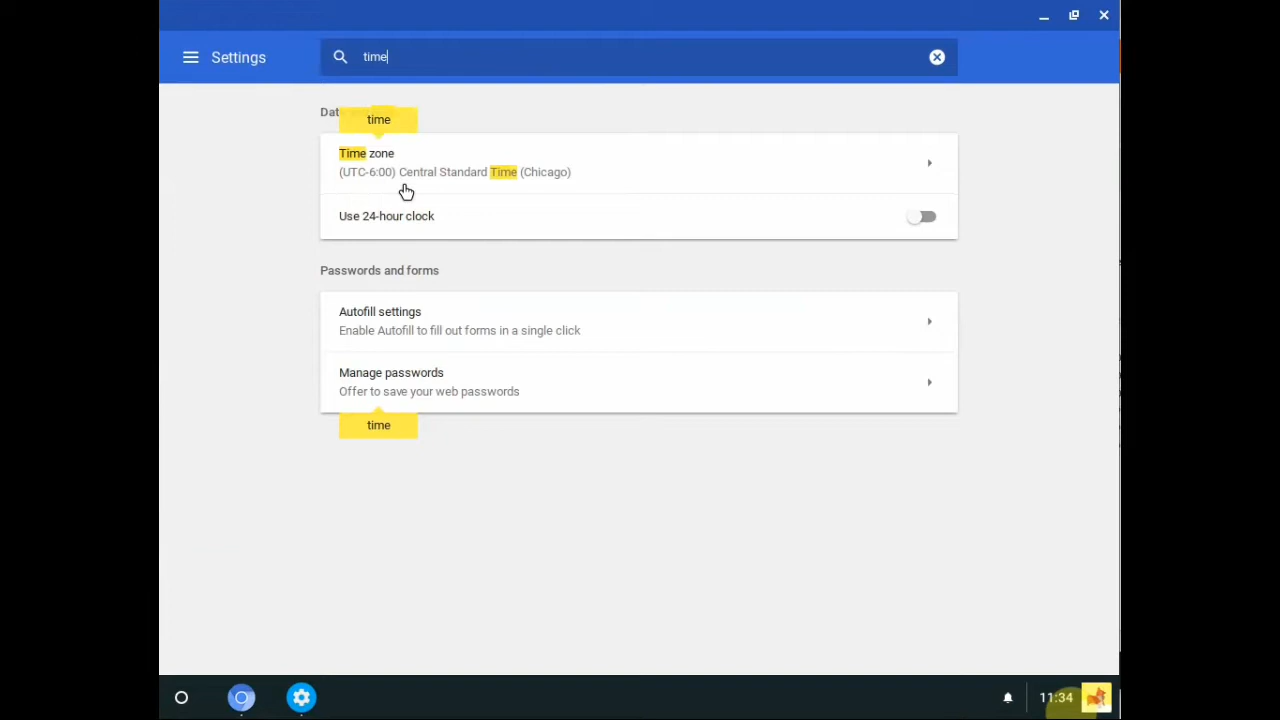 Settings
time
Dat
time
Time zone
(UTC-6:00) Central Standard Time (Chicago)
Use 24-hour clock
Passwords and forms
Autofill settings
Enable Autofill to fill out forms in a single click
Manage passwords
Offer to save your web passwords
time
11:34